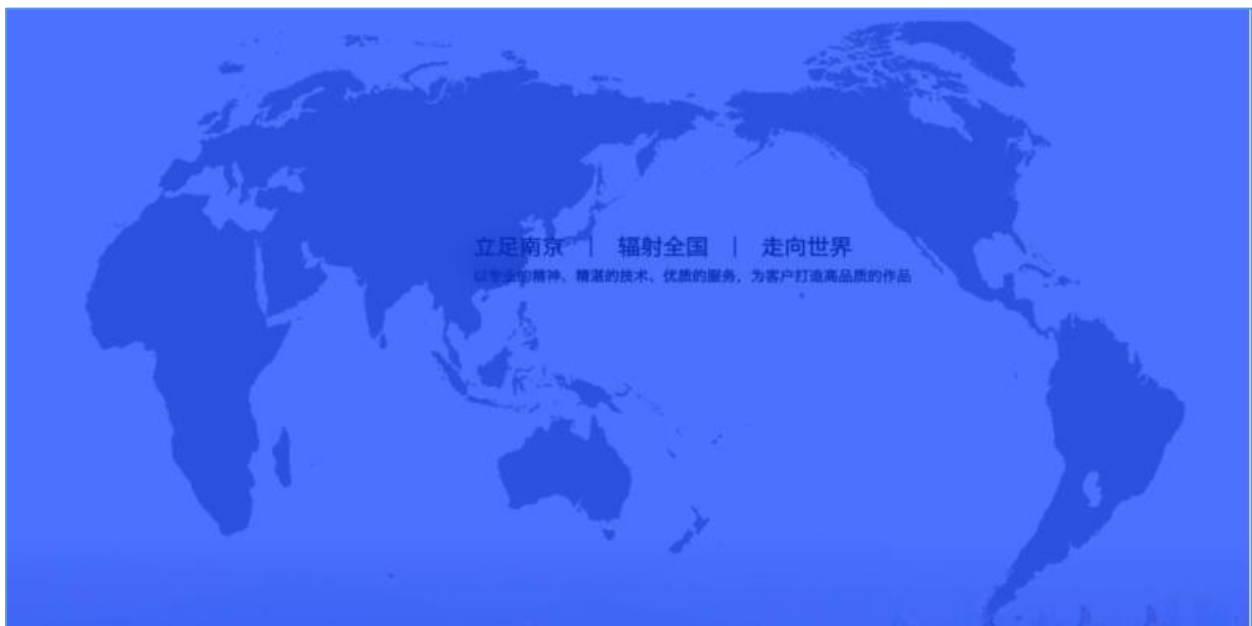 立足南京 | 辐射全国 | 走向世界
以专业的精神、精湛的技术、优质的服务，为客户打造高品质的作品